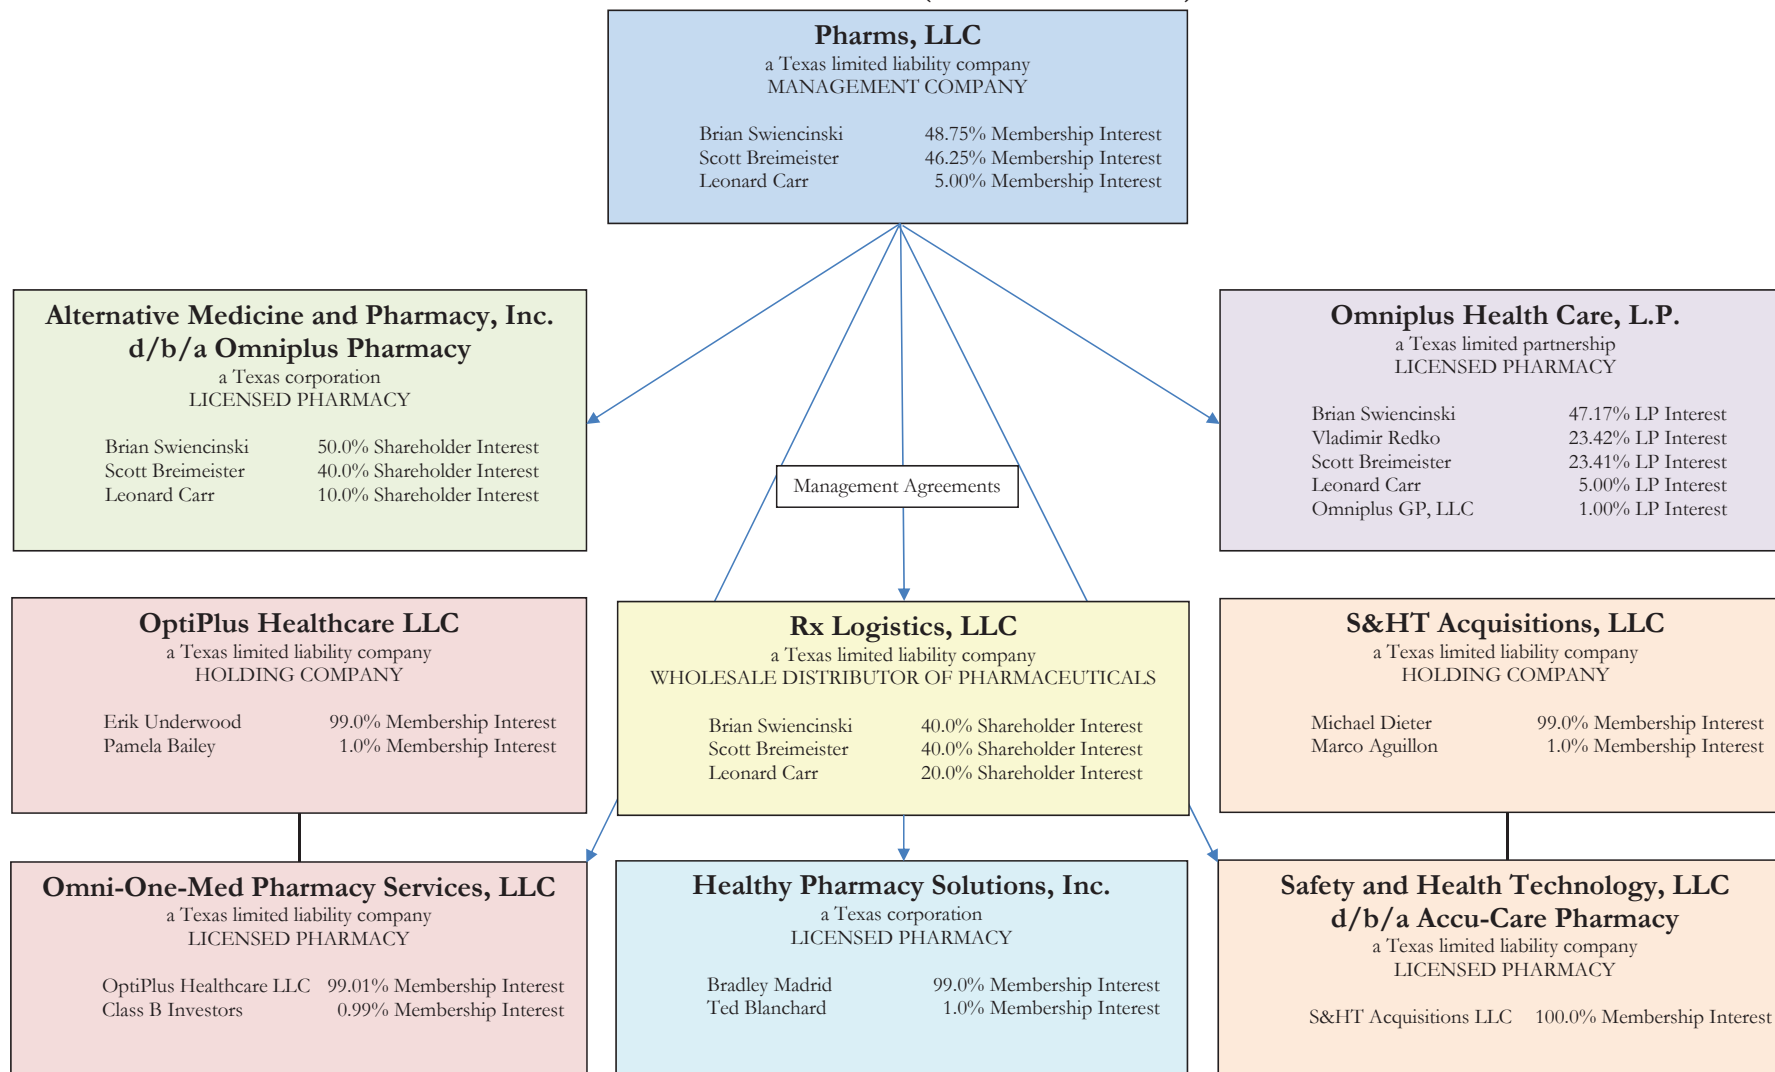 Pharms, LLC
a Texas limited liability company
MANAGEMENT COMPANY
Brian Swiencinski 48.75% Membership Interest
Scott Breimeister 46.25% Membership Interest
Leonard Carr 5.00% Membership Interest
Alternative Medicine and Pharmacy, Inc.
d/b/a Omniplus Pharmacy
a Texas corporation
LICENSED PHARMACY
Brian Swiencinski 50.0% Shareholder Interest
Scott Breimeister 40.0% Shareholder Interest
Leonard Carr 10.0% Shareholder Interest
Management Agreements
Omniplus Health Care, L.P.
a Texas limited partnership
LICENSED PHARMACY
Brian Swiencinski 47.17% LP Interest
Vladimir Redko 23.42% LP Interest
Scott Breimeister 23.41% LP Interest
Leonard Carr 5.00% LP Interest
Omniplus GP, LLC 1.00% LP Interest
OptiPlus Healthcare LLC
a Texas limited liability company
HOLDING COMPANY
Erik Underwood 99.0% Membership Interest
Pamela Bailey 1.0% Membership Interest
Rx Logistics, LLC
a Texas limited liability company
WHOLESALE DISTRIBUTOR OF PHARMACEUTICALS
Brian Swiencinski 40.0% Shareholder Interest
Scott Breimeister 40.0% Shareholder Interest
Leonard Carr 20.0% Shareholder Interest
S&HT Acquisitions, LLC
a Texas limited liability company
HOLDING COMPANY
Michael Dieter 99.0% Membership Interest
Marco Aguillon 1.0% Membership Interest
Omni-One-Med Pharmacy Services, LLC
a Texas limited liability company
LICENSED PHARMACY
OptiPlus Healthcare LLC 99.01% Membership Interest
Class B Investors 0.99% Membership Interest
Healthy Pharmacy Solutions, Inc.
a Texas corporation
LICENSED PHARMACY
Bradley Madrid 99.0% Membership Interest
Ted Blanchard 1.0% Membership Interest
Safety and Health Technology, LLC
d/b/a Accu-Care Pharmacy
a Texas limited liability company
LICENSED PHARMACY
S&HT Acquisitions LLC 100.0% Membership Interest